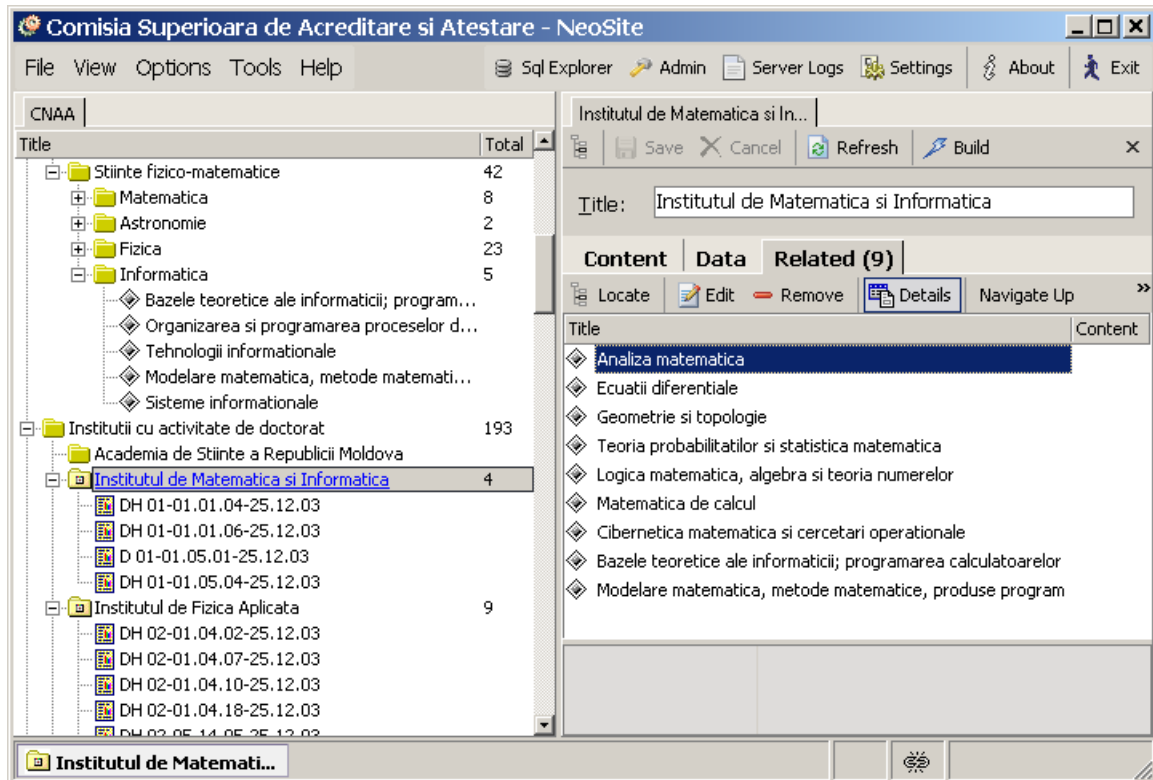 Comisia Superioara de Acreditare si Atestare - NeoSite
File View Options Tools Help Sql Explorer Admin Server Logs Settings About Exit
CNAA
Title Total
Stiinte fizico-matematice 42
Matematica 8
Astronomie 2
Fizica 23
Informatica 5
Bazele teoretice ale informaticii; program...
Organizarea si programarea proceselor d...
Tehnologii informationale
Modelare matematica, metode matemati...
Sisteme informationale
Institutii cu activitate de doctorat 193
Academia de Stiinte a Republicii Moldova
Institutul de Matematica si Informatica 4
DH 01-01.01.04-25.12.03
DH 01-01.01.06-25.12.03
D 01-01.05.01-25.12.03
DH 01-01.05.04-25.12.03
Institutul de Fizica Aplicata 9
DH 02-01.04.02-25.12.03
DH 02-01.04.07-25.12.03
DH 02-01.04.10-25.12.03
DH 02-01.04.18-25.12.03
DH 02-05.14.05-25.12.03
Institutul de Matematica si In...
Save Cancel Refresh Build
Title: Institutul de Matematica si Informatica
Content Data Related (9)
Locate Edit Remove Details Navigate Up »
Title Content
Analiza matematica
Ecuatii diferentiale
Geometrie si topologie
Teoria probabilitatilor si statistica matematica
Logica matematica, algebra si teoria numerelor
Matematica de calcul
Cibernetica matematica si cercetari operationale
Bazele teoretice ale informaticii; programarea calculatoarelor
Modelare matematica, metode matematice, produse program
Institutul de Matemati...